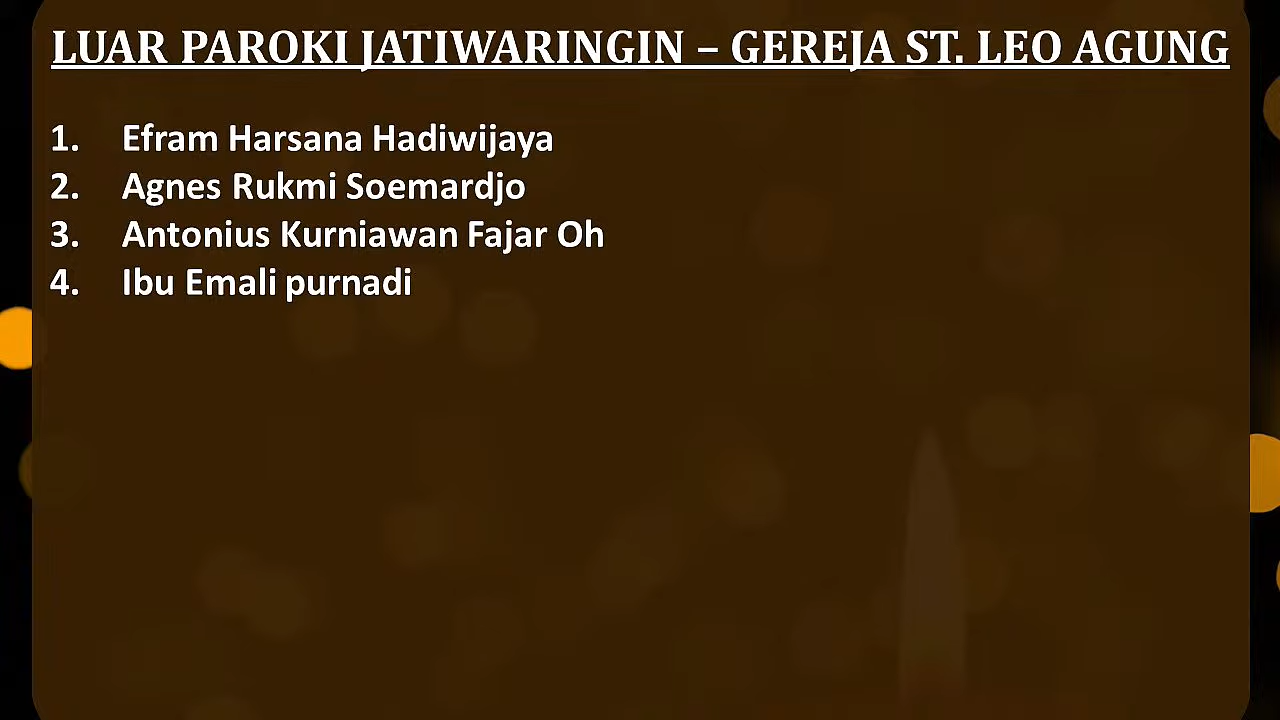 LUAR PAROKI JATIWARINGIN – GEREJA ST. LEO AGUNG
1. Efram Harsana Hadiwijaya
2. Agnes Rukmi Soemardjo
3. Antonius Kurniawan Fajar Oh
4. Ibu Emali purnadi